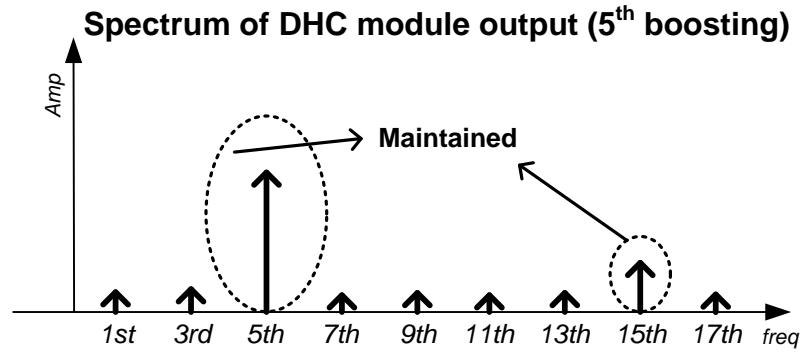 Spectrum of DHC module output (5th boosting)
Amp
Maintained
1st 3rd 5th 7th 9th 11th 13th 15th 17th freq